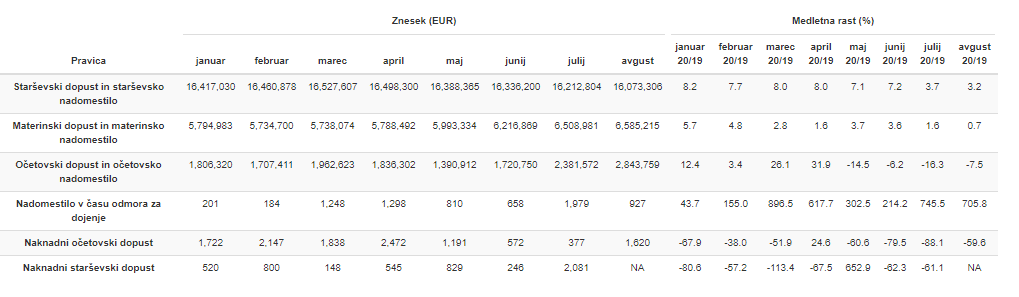 Znesek (EUR) Medletna rast (%)
Pravica januar februar marec april maj junij julij avgust januar 20/19 februar 20/19 marec 20/19 april 20/19 maj 20/19 junij 20/19 julij 20/19 avgust 20/19
Starševski dopust in starševsko nadomestilo 16,417,030 16,460,878 16,527,607 16,498,300 16,388,365 16,336,200 16,212,804 16,073,306 8.2 7.7 8.0 8.0 7.1 7.2 3.7 3.2
Materinski dopust in materinsko nadomestilo 5,794,983 5,734,700 5,738,074 5,788,492 5,993,334 6,216,869 6,508,981 6,585,215 5.7 4.8 2.8 1.6 3.7 3.6 1.6 0.7
Očetovski dopust in očetovsko nadomestilo 1,806,320 1,707,411 1,962,623 1,836,302 1,390,912 1,720,750 2,381,572 2,843,759 12.4 3.4 26.1 31.9 -14.5 -6.2 -16.3 -7.5
Nadomestilo v času odmora za dojenje 201 184 1,248 1,298 810 658 1,979 927 43.7 155.0 896.5 617.7 302.5 214.2 745.5 705.8
Naknadni očetovski dopust 1,722 2,147 1,838 2,472 1,191 572 377 1,620 -67.9 -38.0 -51.9 24.6 -60.6 -79.5 -88.1 -59.6
Naknadni starševski dopust 520 800 148 545 829 246 2,081 NA -80.6 -57.2 -113.4 -67.5 652.9 -62.3 -61.1 NA